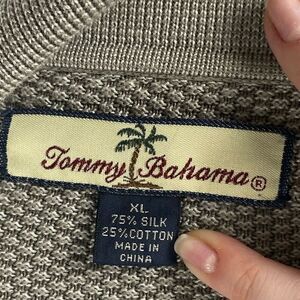 Tommy Bahama®
XL
75% SILK
25% COTTON
MADE IN
CHINA